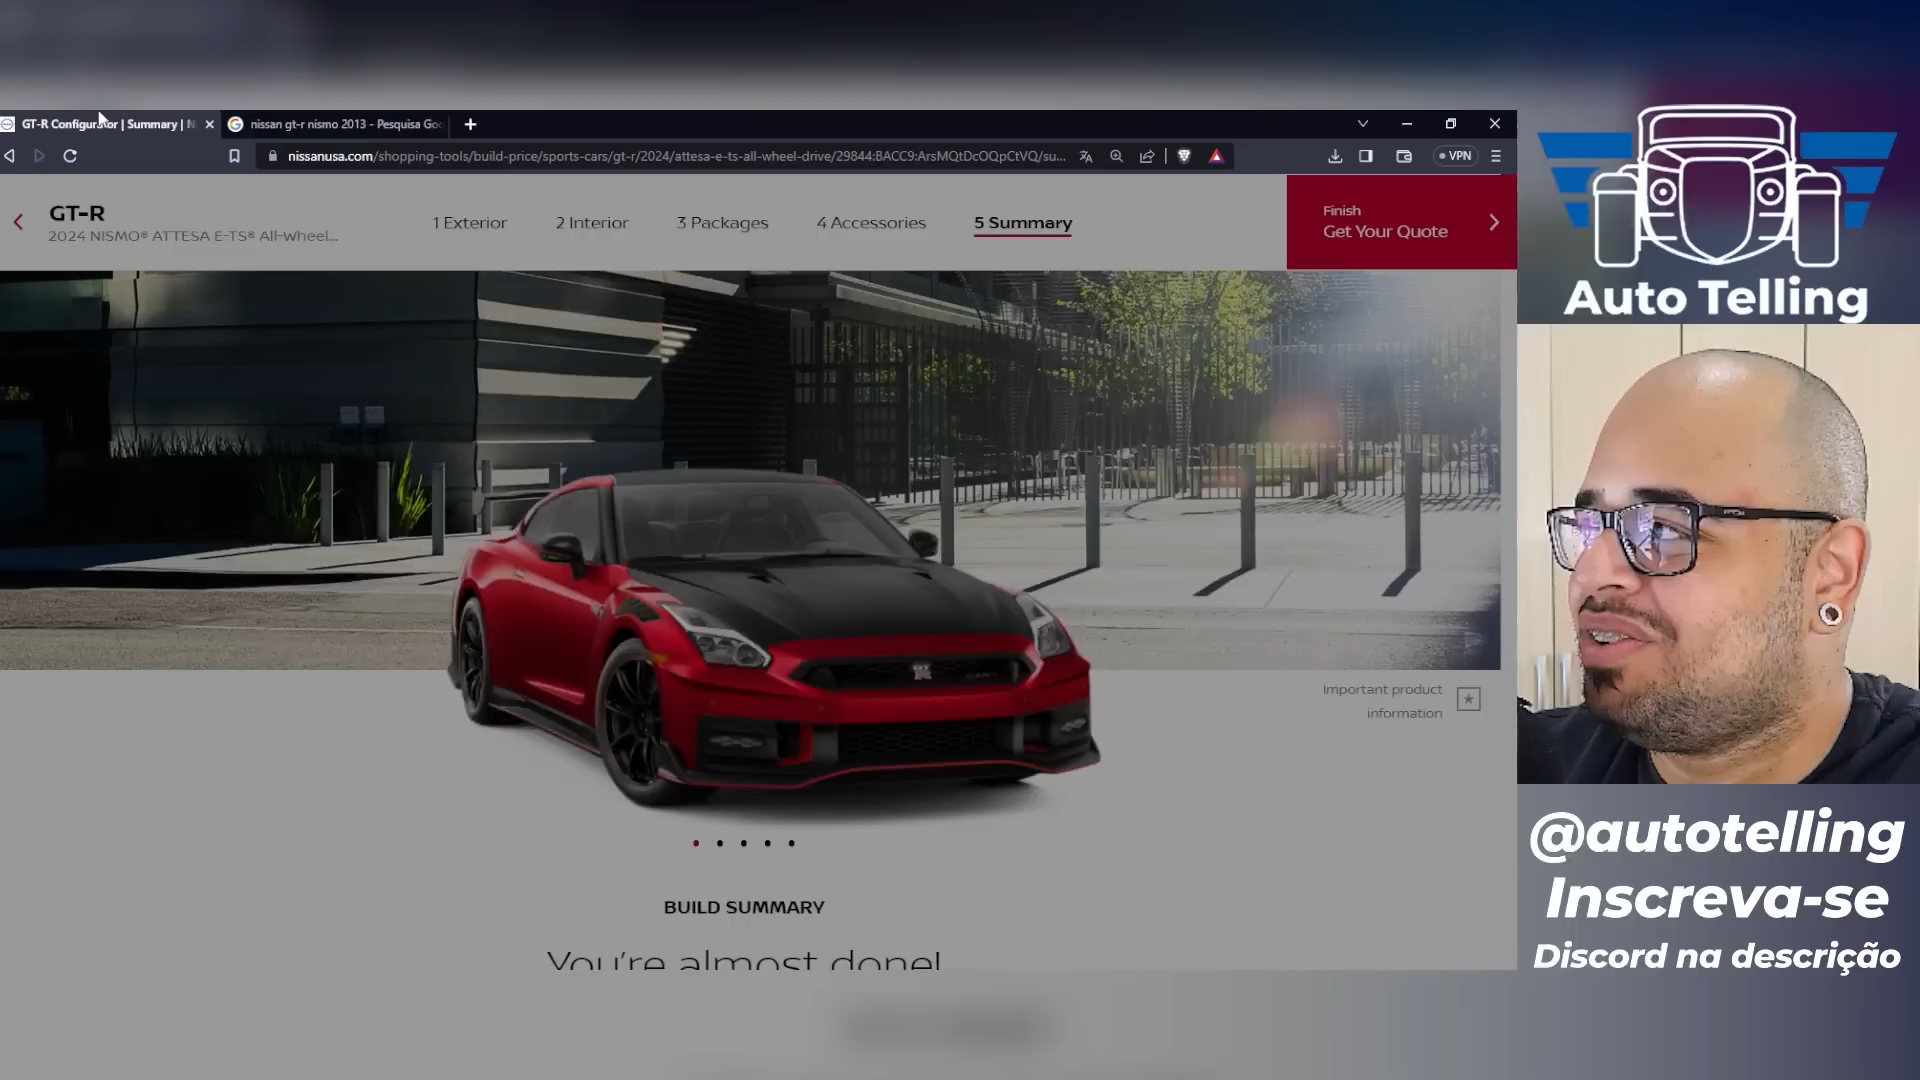 GT-R Configurator | Summary | N
nissan gt-r nismo 2013 - Pesquisa Goo
nissanusa.com/shopping-tools/build-price/sports-cars/gt-r/2024/attesa-e-ts-all-wheel-drive/29844:BACC9:ArsMQtDcOQpCtVQ/su...
VPN
GT-R
2024 NISMO® ATTESA E-TS® All-Wheel...
1 Exterior
2 Interior
3 Packages
4 Accessories
5 Summary
Finish
Get Your Quote
Auto Telling
Important product
information
BUILD SUMMARY
You're almost done!
@autotelling
Inscreva-se
Discord na descrição